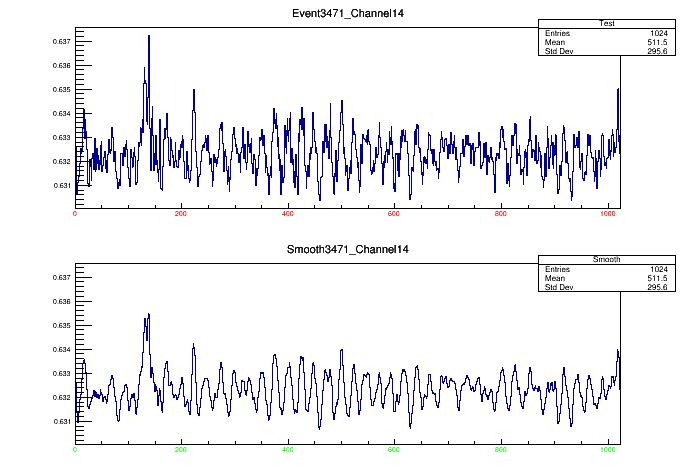 Event3471_Channel14
Test
Entries 1024
Mean 511.5
Std Dev 295.6
0.637
0.636
0.635
0.634
0.633
0.632
0.631
0 200 400 600 800 1000
Smooth3471_Channel14
Smooth
Entries 1024
Mean 511.5
Std Dev 295.6
0.637
0.636
0.635
0.634
0.633
0.632
0.631
0 200 400 600 800 1000